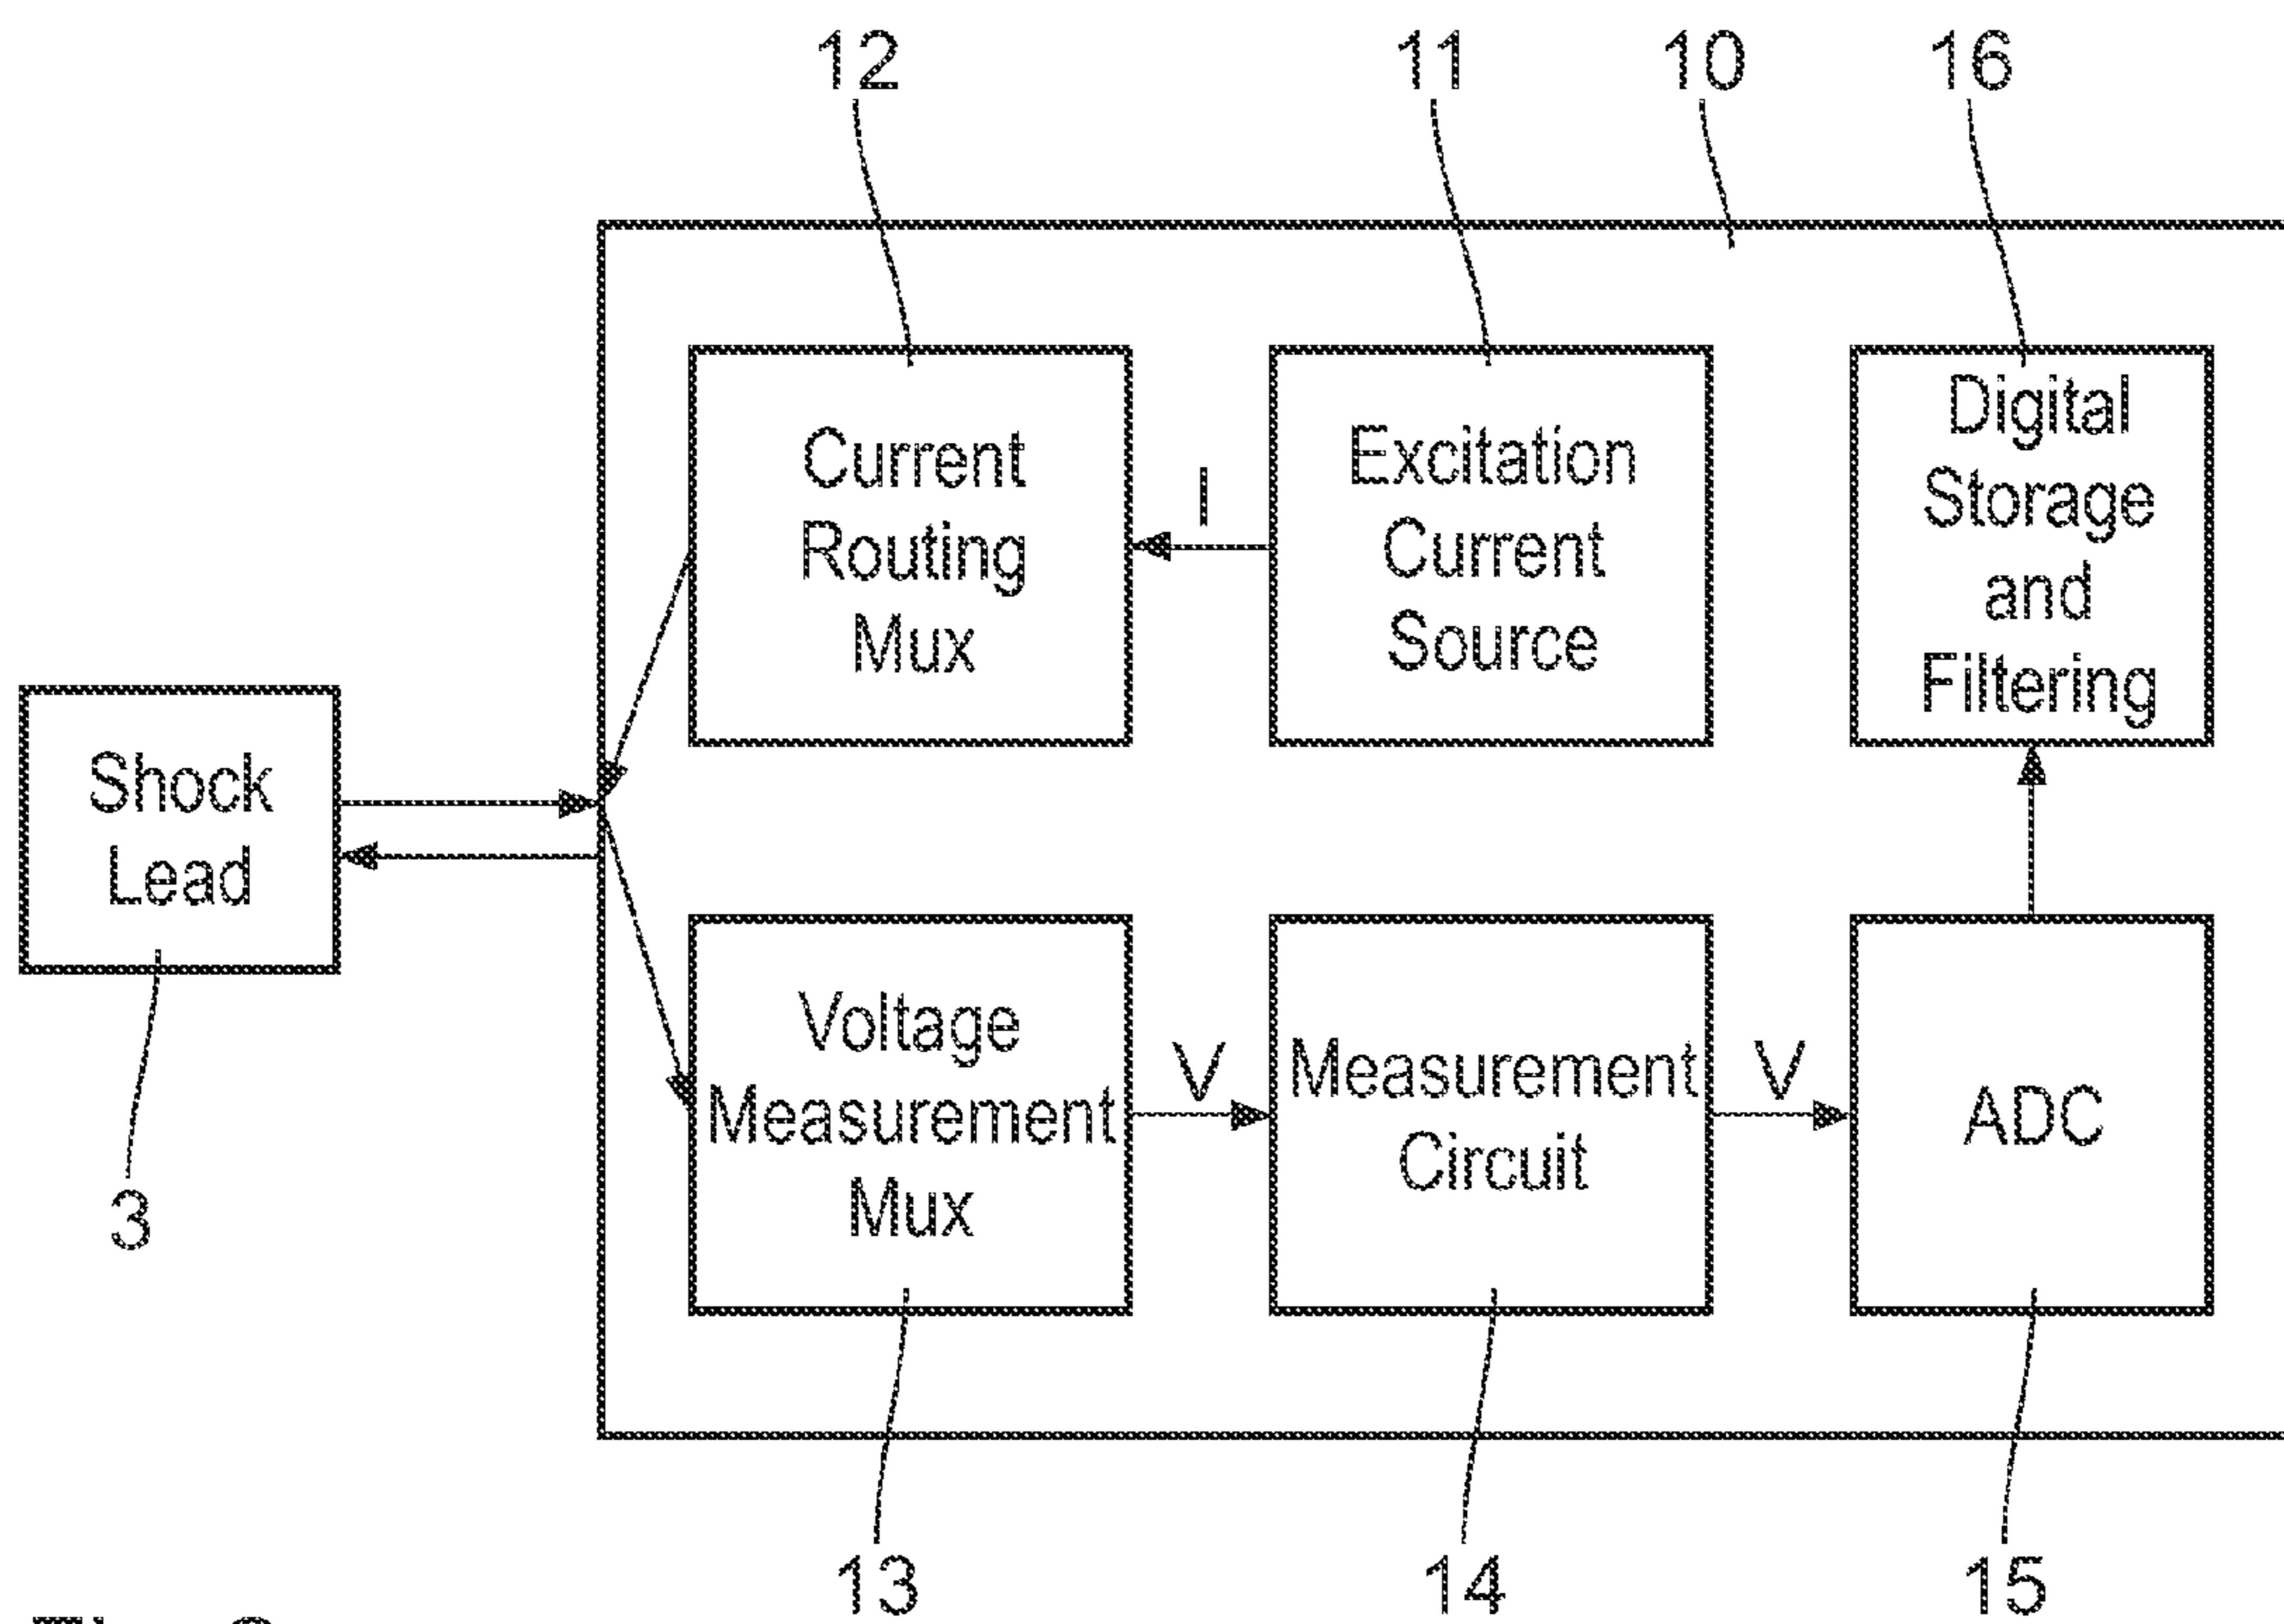 12
11
10
16
Current
Routing
Mux
I
Excitation
Current
Source
Digital
Storage
and
Filtering
Shock
Lead
3
Voltage
Measurement
Mux
V
Measurement
Circuit
V
ADC
13
14
15